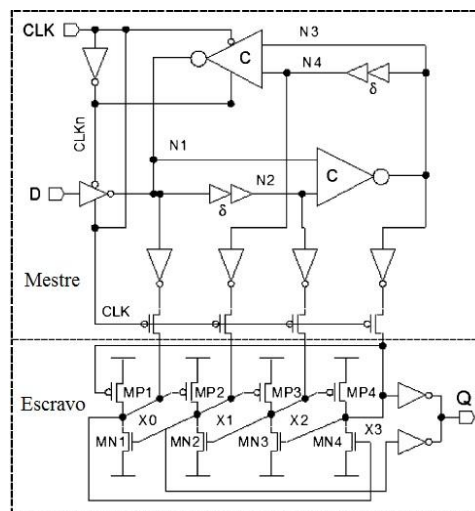 CLK
N3
C
N4
δ
CLKn
N1
D
δ
N2
C
Mestre
CLK
Escravo
MP1
MP2
MP3
MP4
X0
X1
X2
X3
MN1
MN2
MN3
MN4
Q